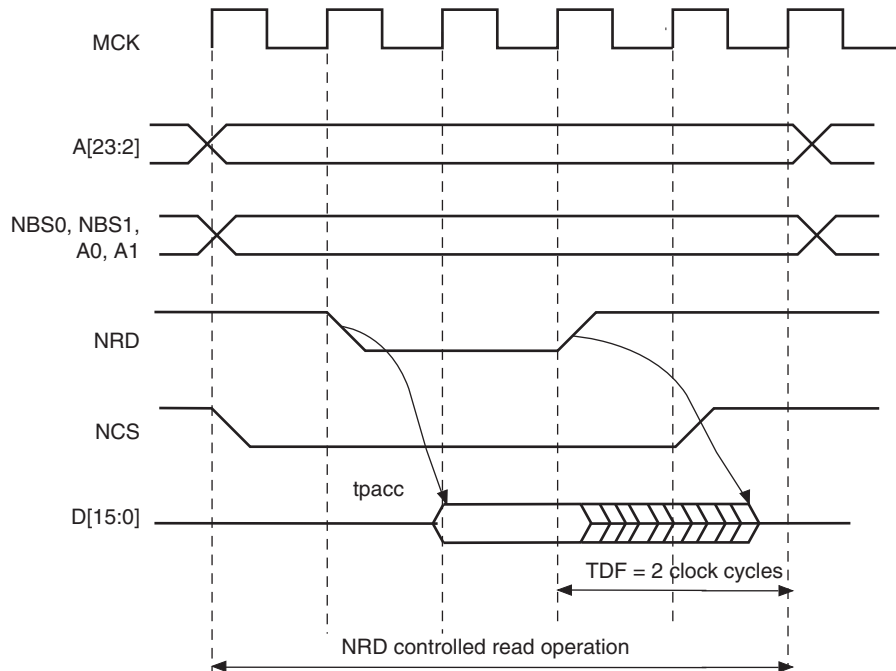 MCK
A[23:2]
NBS0, NBS1,
A0, A1
NRD
NCS
tpacc
D[15:0]
TDF = 2 clock cycles
NRD controlled read operation